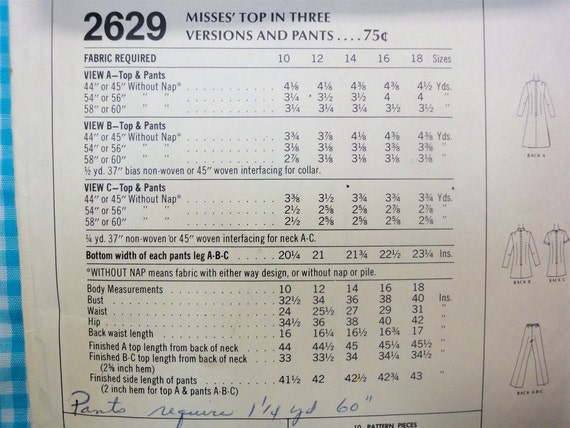 2629
MISSES' TOP IN THREE
VERSIONS AND PANTS....75¢
FABRIC REQUIRED 10 12 14 16 18 Sizes
VIEW A—Top & Pants
44" or 45" Without Nap* 4⅛ 4⅛ 4⅜ 4⅜ 4½ Yds.
54" or 56" " " 3¼ 3½ 3½ 4 4 "
58" or 60" " " 3¼ 3¼ 3¼ 3½ 3½ "
VIEW B—Top & Pants
44" or 45" Without Nap* 3¾ 3⅞ 4⅛ 4⅜ 4⅜ Yds.
54" or 56" " " 3⅛ 3⅛ 3⅜ 3⅜ 3⅜ "
58" or 60" " " 2⅞ 3⅛ 3⅛ 3⅛ 3⅛ "
½ yd. 37" bias non-woven or 45" woven interfacing for collar.
VIEW C—Top & Pants
44" or 45" Without Nap* 3⅜ 3½ 3¾ 3¾ 3¾ Yds.
54" or 56" " " 2½ 2⅝ 2⅝ 2⅞ 2⅞ "
58" or 60" " " 2½ 2½ 2⅝ 2⅝ 2⅝ "
¼ yd. 37" non-woven or 45" woven interfacing for neck A-C.
Bottom width of each pants leg A-B-C 20¼ 21 21¾ 22½ 23¼ Ins.
*WITHOUT NAP means fabric with either way design, or without nap or pile.
Body Measurements 10 12 14 16 18
Bust 32½ 34 36 38 40 Ins.
Waist 24 25½ 27 29 31 "
Hip 34½ 36 38 40 42 "
Back waist length 16 16¼ 16½ 16¾ 17 "
Finished A top length from back of neck 44 44½ 45 45½ 45½ "
Finished B-C top length from back of neck 33 33½ 34 34¼ 34½ "
(2⅝ inch hem)
Finished side length of pants 41½ 42 42½ 42¾ 43 "
(2 inch hem for top A & pants A-B-C)
Pants require 1¼ yd 60"
10 PATTERN PIECES
BACK A
BACK B BACK C
BACK A-B-C